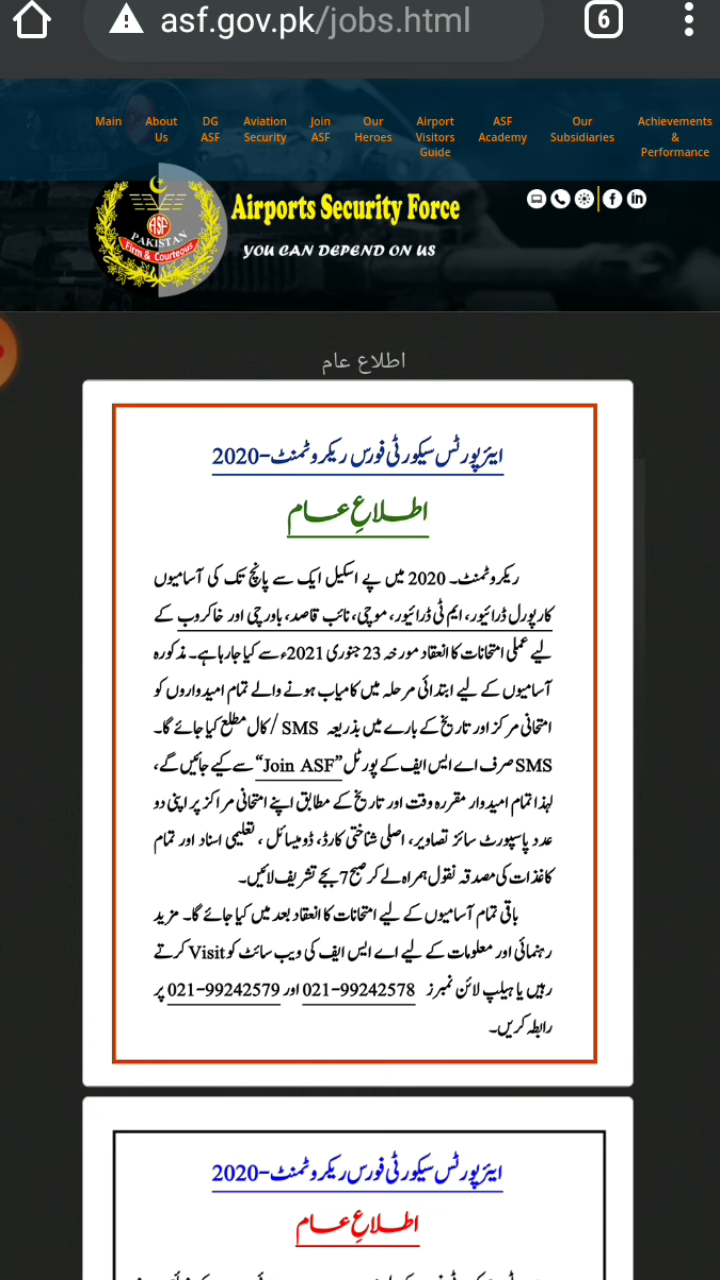 asf.gov.pk/jobs.html
6
Main
About Us
DG ASF
Aviation Security
Join ASF
Our Heroes
Airport Visitors Guide
ASF Academy
Our Subsidiaries
Achievements & Performance
ASF
PAKISTAN
Firm & Courteous
Airports Security Force
YOU CAN DEPEND ON US
اطلاع عام
ایئرپورٹس سیکورٹی فورس ریکروٹمنٹ-2020
اطلاعِ عام
ریکروٹمنٹ۔ 2020 میں پے اسکیل ایک سے پانچ تک کی آسامیوں
کارپورل ڈرائیور، ایم ٹی ڈرائیور، موچی، نائب قاصد، باورچی اور خاکروب کے
لیے عملی امتحانات کا انعقاد مورخہ 23 جنوری 2021ء سے کیا جا رہا ہے۔ مذکورہ
آسامیوں کے لیے ابتدائی مرحلہ میں کامیاب ہونے والے تمام امیدواروں کو
امتحانی مرکز اور تاریخ کے بارے میں بذریعہ SMS / کال مطلع کیا جائے گا۔
SMS صرف اے ایس ایف کے پورٹل “Join ASF” سے کیے جائیں گے،
لہذا تمام امیدوار مقررہ وقت اور تاریخ کے مطابق اپنے امتحانی مراکز پر اپنی دو
عدد پاسپورٹ سائز تصاویر، اصلی شناختی کارڈ، ڈومیسائل، تعلیمی اسناد اور تمام
کاغذات کی مصدقہ نقول ہمراہ لے کر صبح 7 بجے تشریف لائیں۔
باقی تمام آسامیوں کے لیے امتحانات کا انعقاد بعد میں کیا جائے گا۔ مزید
رہنمائی اور معلومات کے لیے اے ایس ایف کی ویب سائٹ کو Visit کرتے
رہیں یا ہیلپ لائن نمبرز 021-99242578 اور 021-99242579 پر
رابطہ کریں۔
ایئرپورٹس سیکورٹی فورس ریکروٹمنٹ-2020
اطلاعِ عام